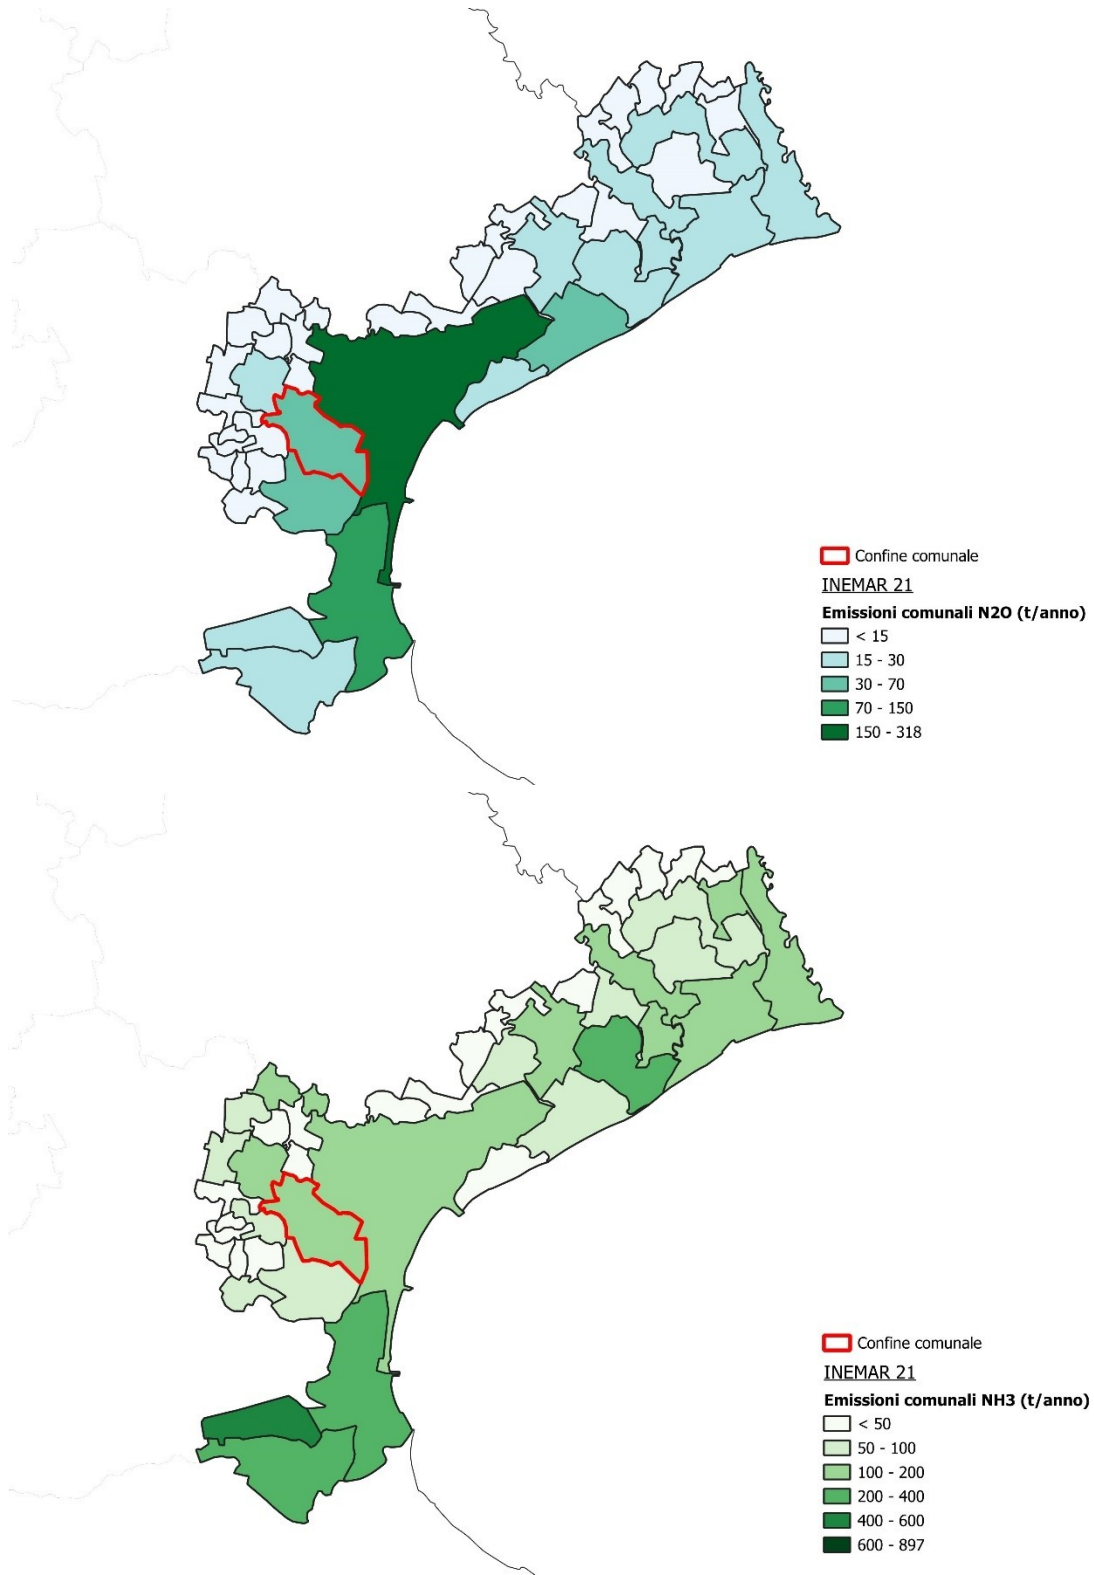 Confine comunale
INEMAR 21
Emissioni comunali N2O (t/anno)
< 15
15 - 30
30 - 70
70 - 150
150 - 318
Confine comunale
INEMAR 21
Emissioni comunali NH3 (t/anno)
< 50
50 - 100
100 - 200
200 - 400
400 - 600
600 - 897